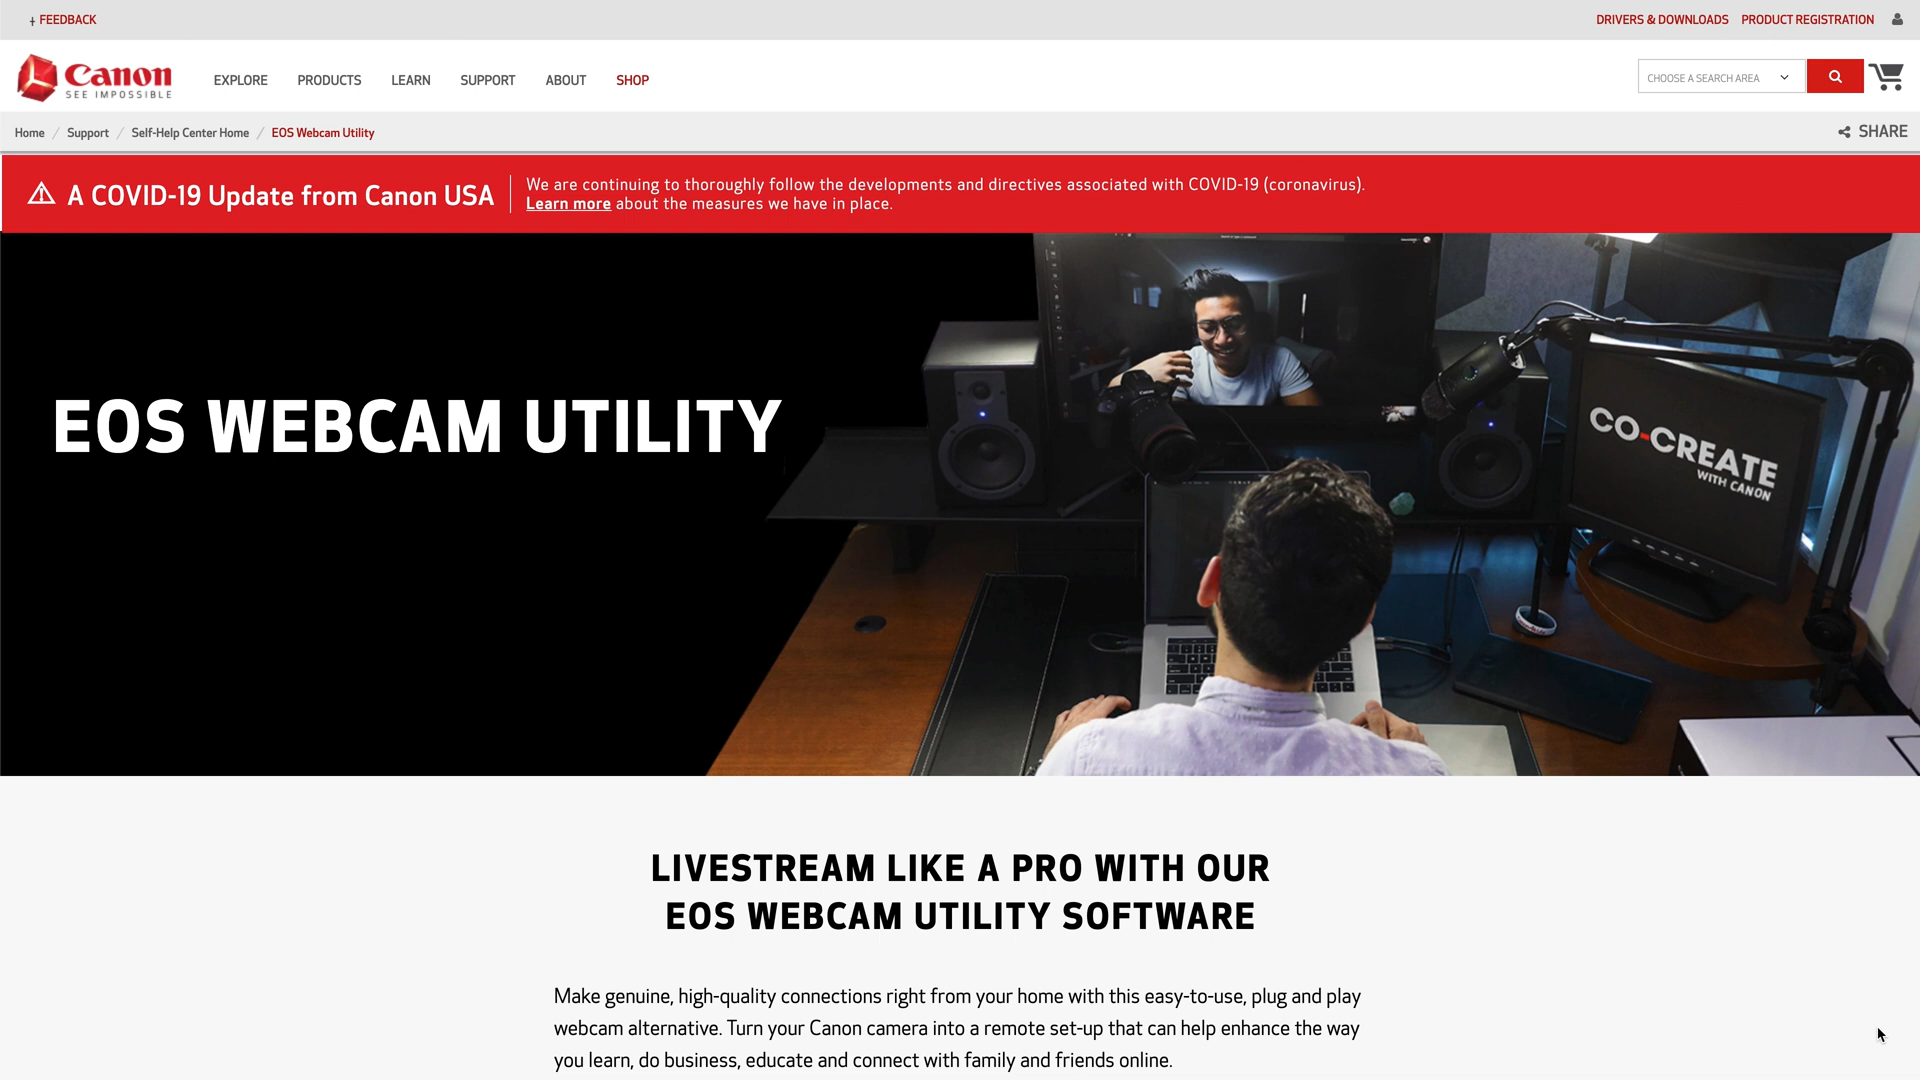 FEEDBACK
DRIVERS & DOWNLOADS PRODUCT REGISTRATION
Canon
SEE IMPOSSIBLE
EXPLORE PRODUCTS LEARN SUPPORT ABOUT SHOP
CHOOSE A SEARCH AREA
Home / Support / Self-Help Center Home / EOS Webcam Utility
SHARE
A COVID-19 Update from Canon USA
We are continuing to thoroughly follow the developments and directives associated with COVID-19 (coronavirus).
Learn more about the measures we have in place.
EOS WEBCAM UTILITY
Canon
CO-CREATE
WITH CANON
LIVESTREAM LIKE A PRO WITH OUR
EOS WEBCAM UTILITY SOFTWARE
Make genuine, high-quality connections right from your home with this easy-to-use, plug and play
webcam alternative. Turn your Canon camera into a remote set-up that can help enhance the way
you learn, do business, educate and connect with family and friends online.